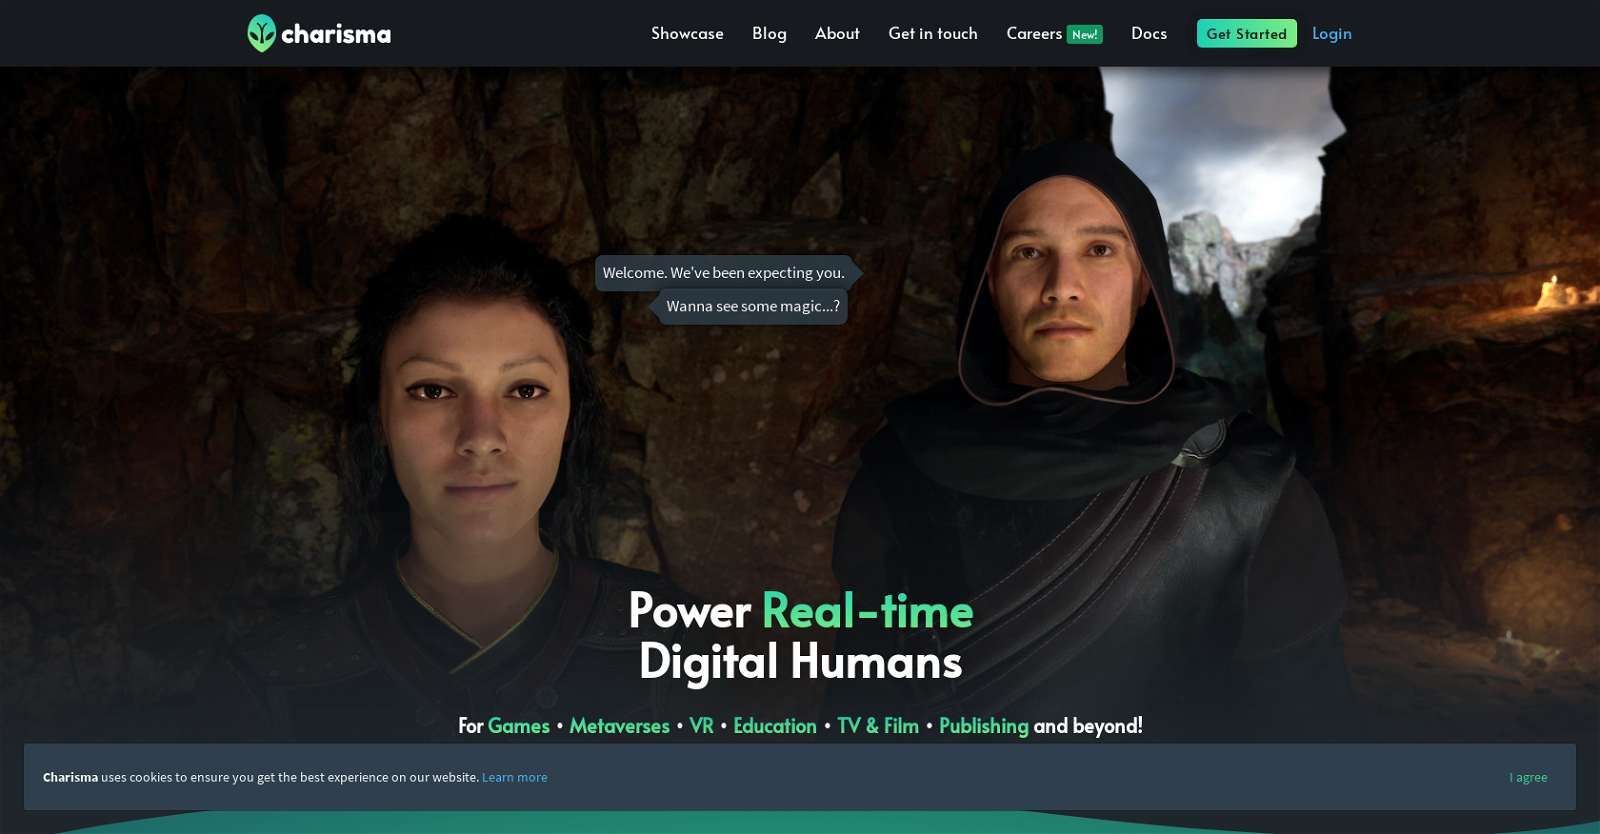 charisma
Showcase Blog About Get in touch Careers New! Docs Get Started Login
Welcome. We've been expecting you.
Wanna see some magic...?
Power Real-time
Digital Humans
For Games • Metaverses • VR • Education • TV & Film • Publishing and beyond!
Charisma uses cookies to ensure you get the best experience on our website. Learn more I agree